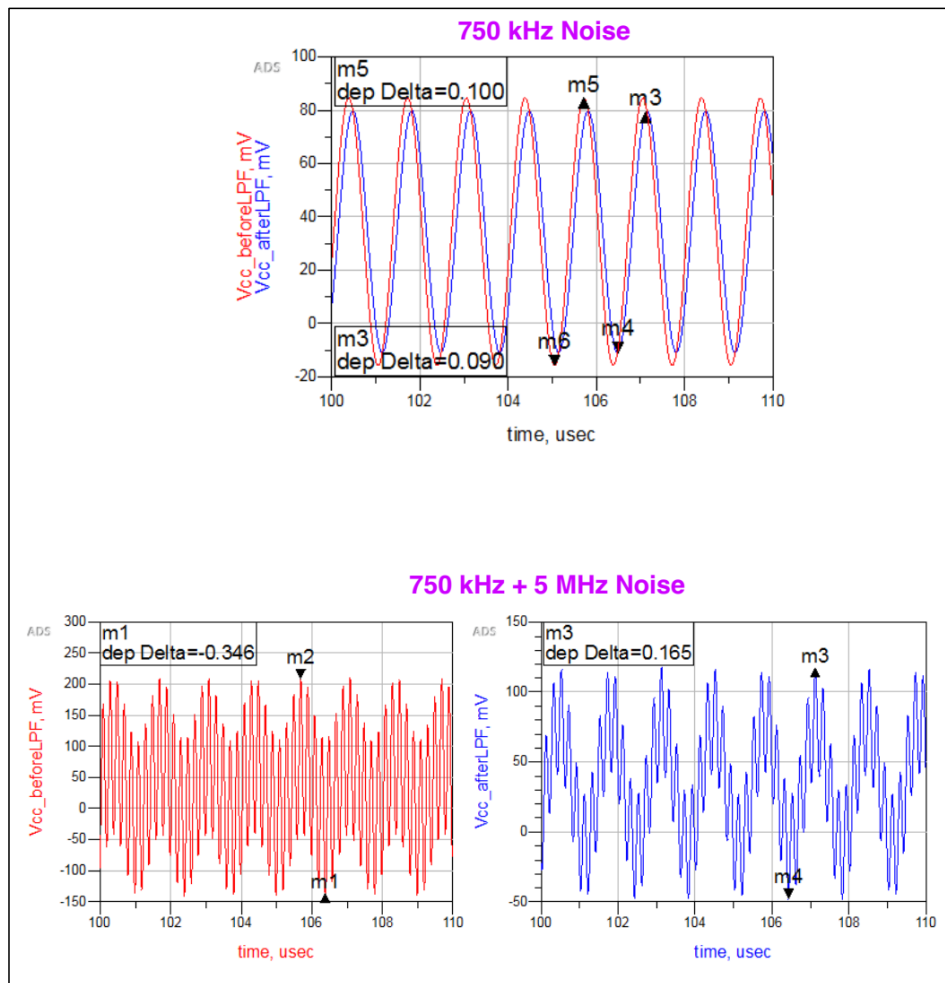 750 kHz Noise
ADS
m5
dep Delta=0.100
m5
m3
Vcc_beforeLPF, mV
Vcc_afterLPF, mV
100
80
60
40
20
0
-20
m3
dep Delta=0.090
m6
m4
100 102 104 106 108 110
time, usec
750 kHz + 5 MHz Noise
ADS
m1
dep Delta=-0.346
m2
Vcc_beforeLPF, mV
300
250
200
150
100
50
0
-50
-100
-150
m1
100 102 104 106 108 110
time, usec
ADS
m3
dep Delta=0.165
m3
Vcc_afterLPF, mV
150
100
50
0
-50
m4
100 102 104 106 108 110
time, usec